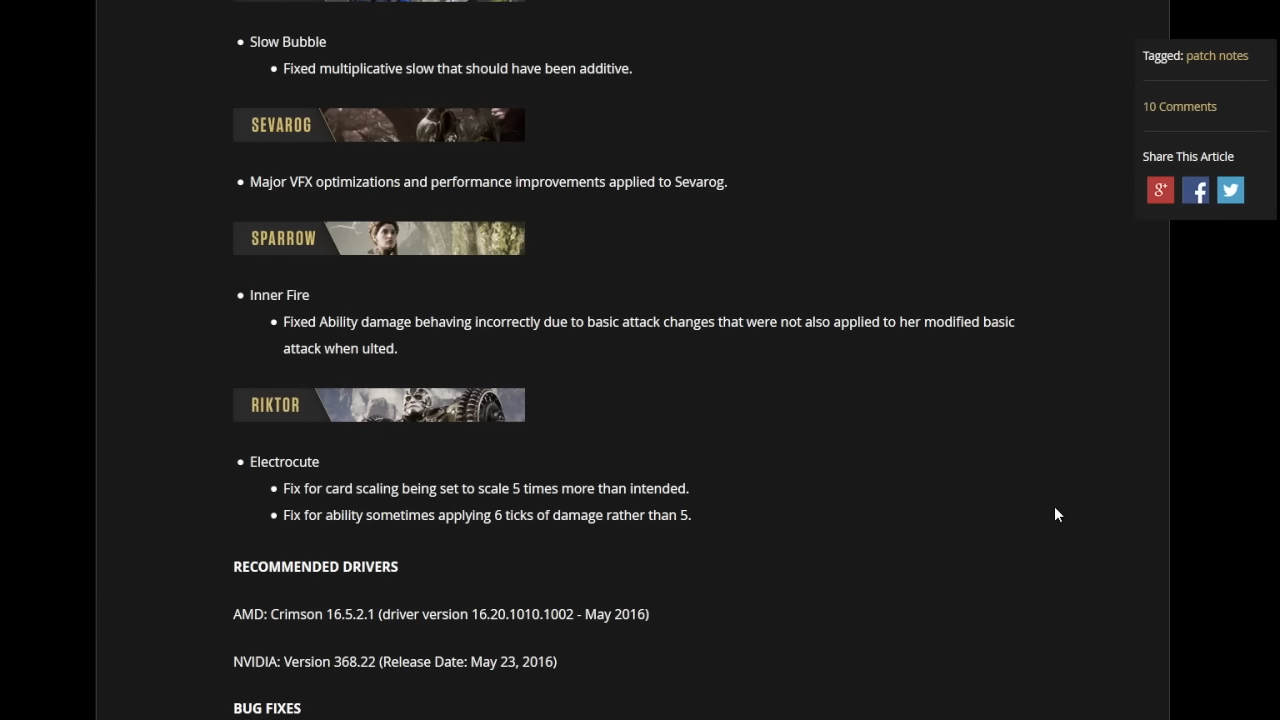 Slow Bubble
Fixed multiplicative slow that should have been additive.
SEVAROG
Major VFX optimizations and performance improvements applied to Sevarog.
SPARROW
Inner Fire
Fixed Ability damage behaving incorrectly due to basic attack changes that were not also applied to her modified basic
attack when ulted.
RIKTOR
Electrocute
Fix for card scaling being set to scale 5 times more than intended.
Fix for ability sometimes applying 6 ticks of damage rather than 5.
RECOMMENDED DRIVERS
AMD: Crimson 16.5.2.1 (driver version 16.20.1010.1002 - May 2016)
NVIDIA: Version 368.22 (Release Date: May 23, 2016)
BUG FIXES
Tagged: patch notes
10 Comments
Share This Article
g+ f